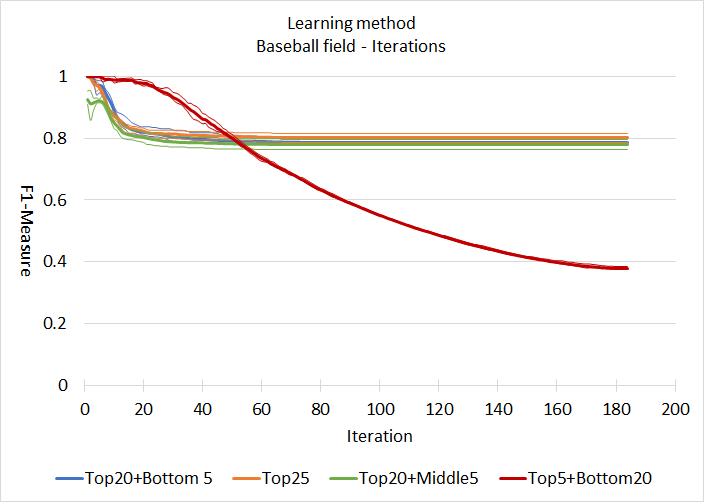 Learning method
Baseball field - Iterations
1
0.8
0.6
0.4
0.2
0
F1-Measure
0 20 40 60 80 100 120 140 160 180 200
Iteration
Top20+Bottom 5 Top25 Top20+Middle5 Top5+Bottom20